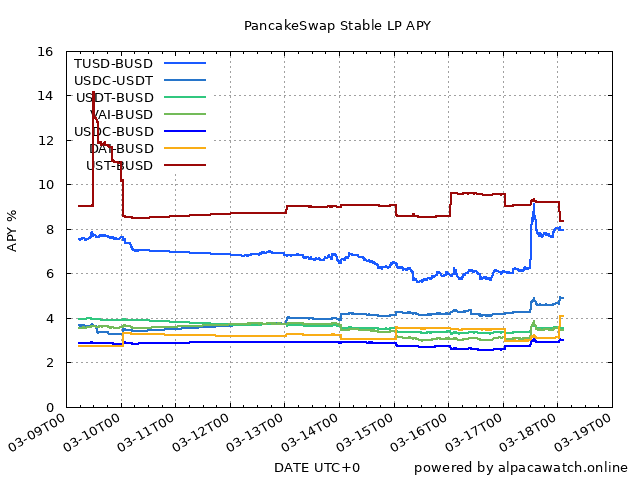 PancakeSwap Stable LP APY
TUSD-BUSD
USDC-USDT
USDT-BUSD
VAI-BUSD
USDC-BUSD
DAI-BUSD
UST-BUSD
APY %
16
14
12
10
8
6
4
2
0
03-09T00
03-10T00
03-11T00
03-12T00
03-13T00
03-14T00
03-15T00
03-16T00
03-17T00
03-18T00
03-19T00
DATE UTC+0
powered by alpacawatch.online